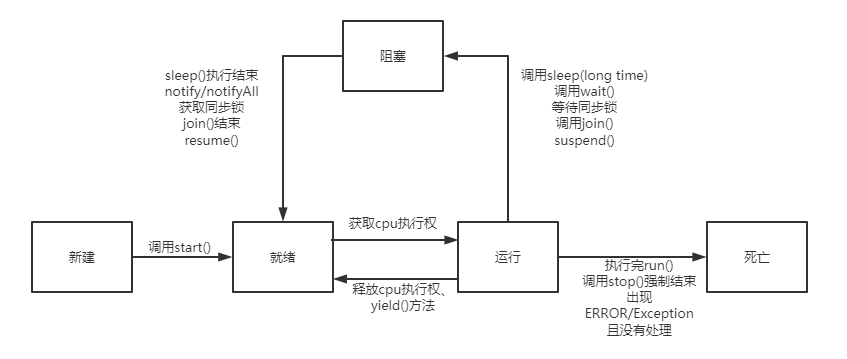 阻塞
sleep()执行结束
notify/notifyAll
获取同步锁
join()结束
resume()
调用sleep(long time)
调用wait()
等待同步锁
调用join()
suspend()
新建
调用start()
就绪
获取cpu执行权
释放cpu执行权、
yield()方法
运行
执行完run()
调用stop()强制结束
出现
ERROR/Exception
且没有处理
死亡